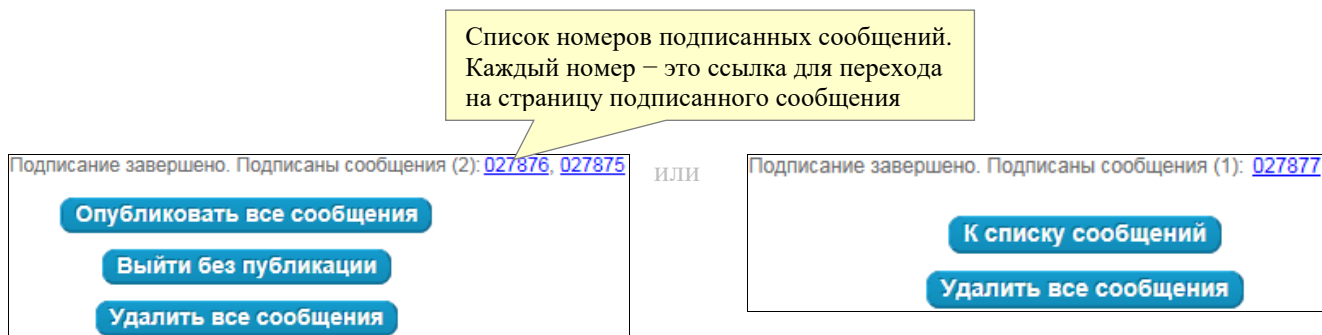 Список номеров подписанных сообщений.
Каждый номер − это ссылка для перехода
на страницу подписанного сообщения
Подписание завершено. Подписаны сообщения (2): 027876, 027875
Опубликовать все сообщения
Выйти без публикации
Удалить все сообщения
или
Подписание завершено. Подписаны сообщения (1): 027877
К списку сообщений
Удалить все сообщения